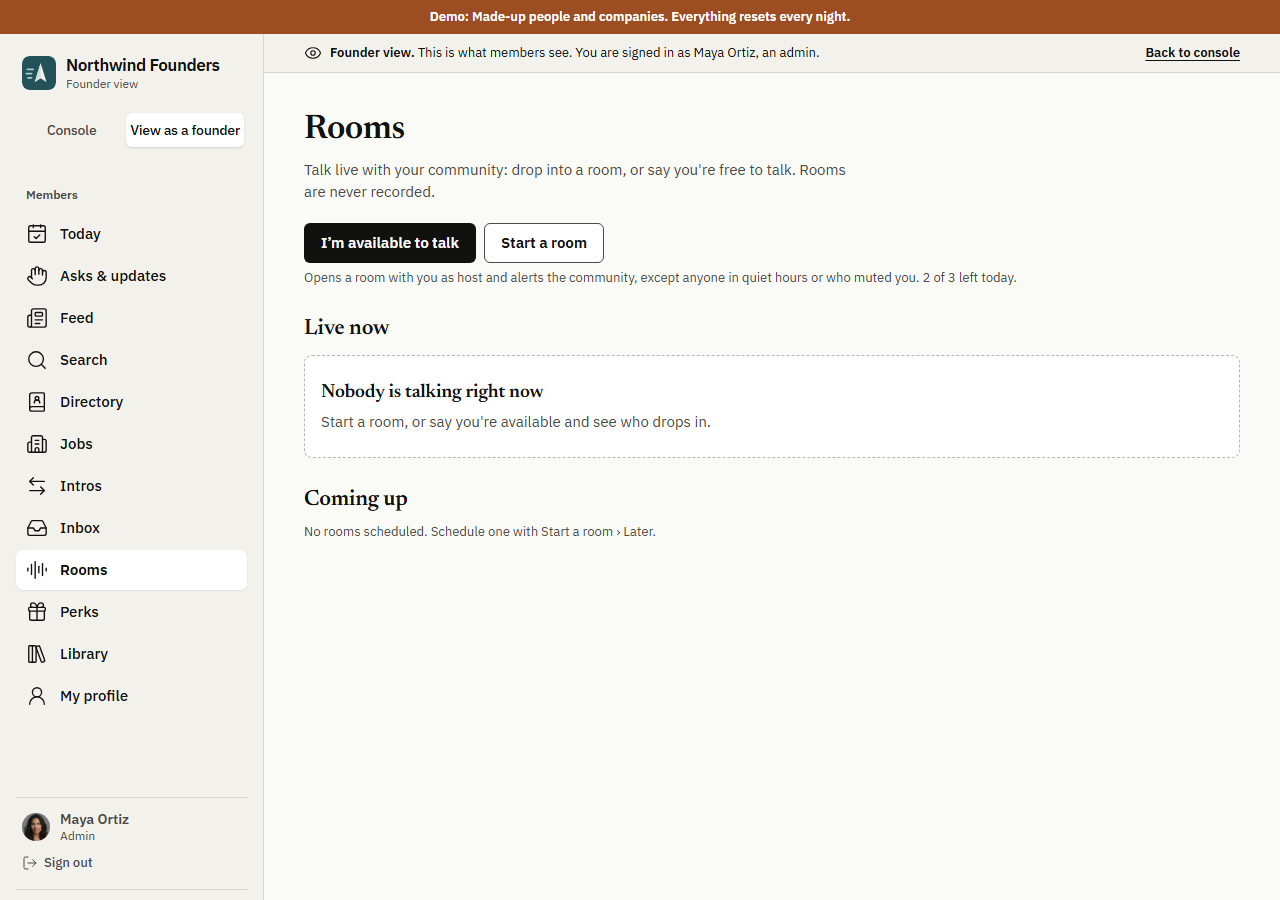 Demo: Made-up people and companies. Everything resets every night.
Northwind Founders
Founder view
Console
View as a founder
Members
Today
Asks & updates
Feed
Search
Directory
Jobs
Intros
Inbox
Rooms
Perks
Library
My profile
Maya Ortiz
Admin
Sign out
Founder view. This is what members see. You are signed in as Maya Ortiz, an admin.
Back to console
Rooms
Talk live with your community: drop into a room, or say you're free to talk. Rooms
are never recorded.
I’m available to talk
Start a room
Opens a room with you as host and alerts the community, except anyone in quiet hours or who muted you. 2 of 3 left today.
Live now
Nobody is talking right now
Start a room, or say you're available and see who drops in.
Coming up
No rooms scheduled. Schedule one with Start a room › Later.